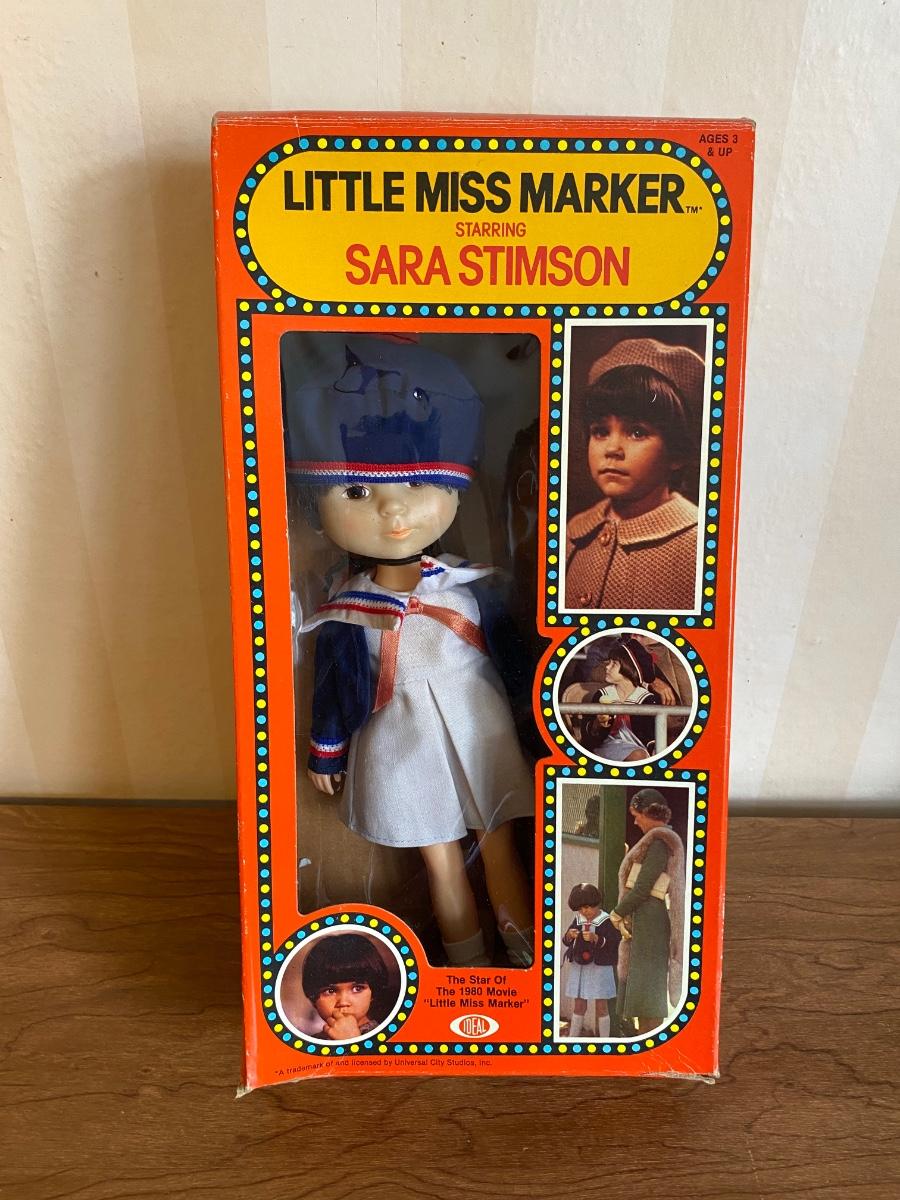 AGES 3
& UP
LITTLE MISS MARKER™*
STARRING
SARA STIMSON
The Star Of
The 1980 Movie
"Little Miss Marker"
IDEAL
*A trademark of and licensed by Universal City Studios, Inc.